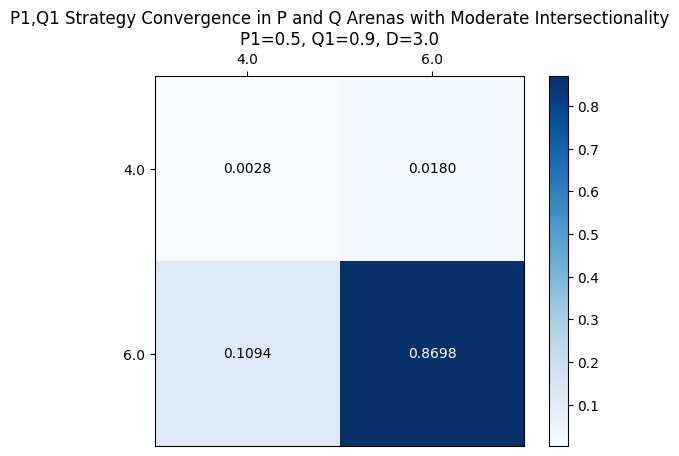 P1,Q1 Strategy Convergence in P and Q Arenas with Moderate Intersectionality
P1=0.5, Q1=0.9, D=3.0
4.0 6.0
4.0 0.0028 0.0180
6.0 0.1094 0.8698
0.8
0.7
0.6
0.5
0.4
0.3
0.2
0.1